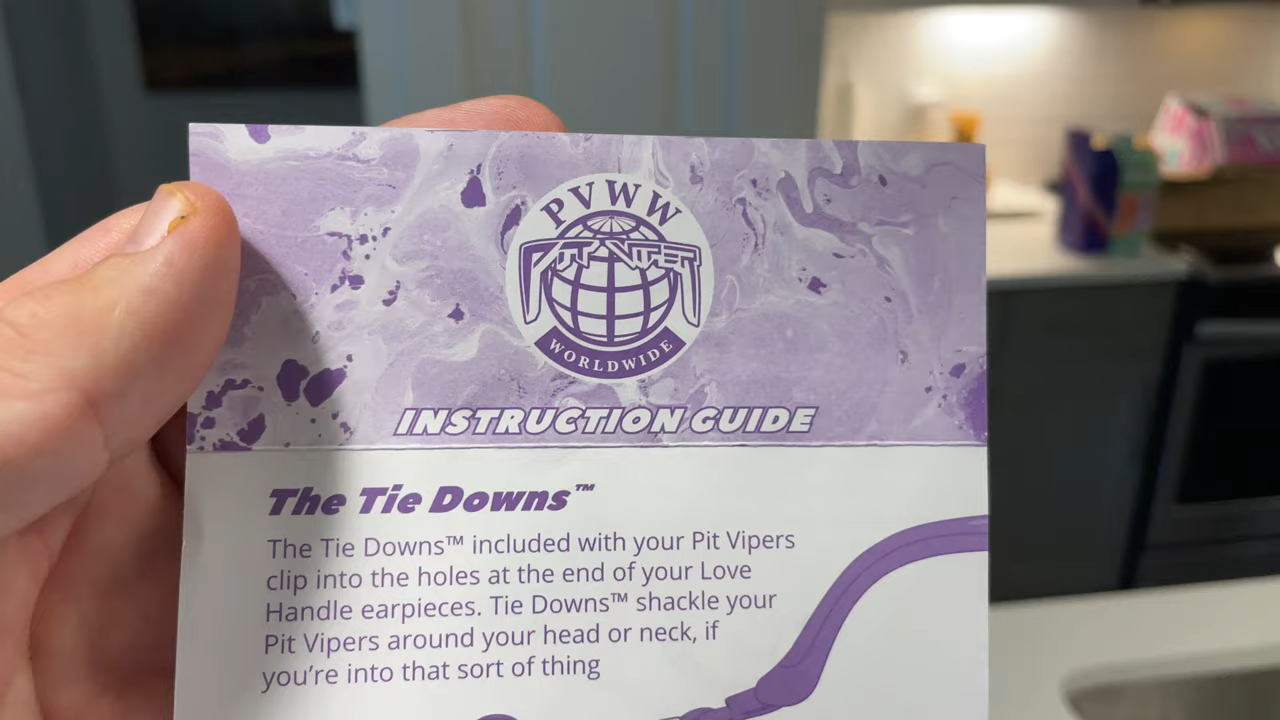 PVWW
PIT VIPER
WORLDWIDE
INSTRUCTION GUIDE
The Tie Downs™
The Tie Downs™ included with your Pit Vipers
clip into the holes at the end of your Love
Handle earpieces. Tie Downs™ shackle your
Pit Vipers around your head or neck, if
you're into that sort of thing